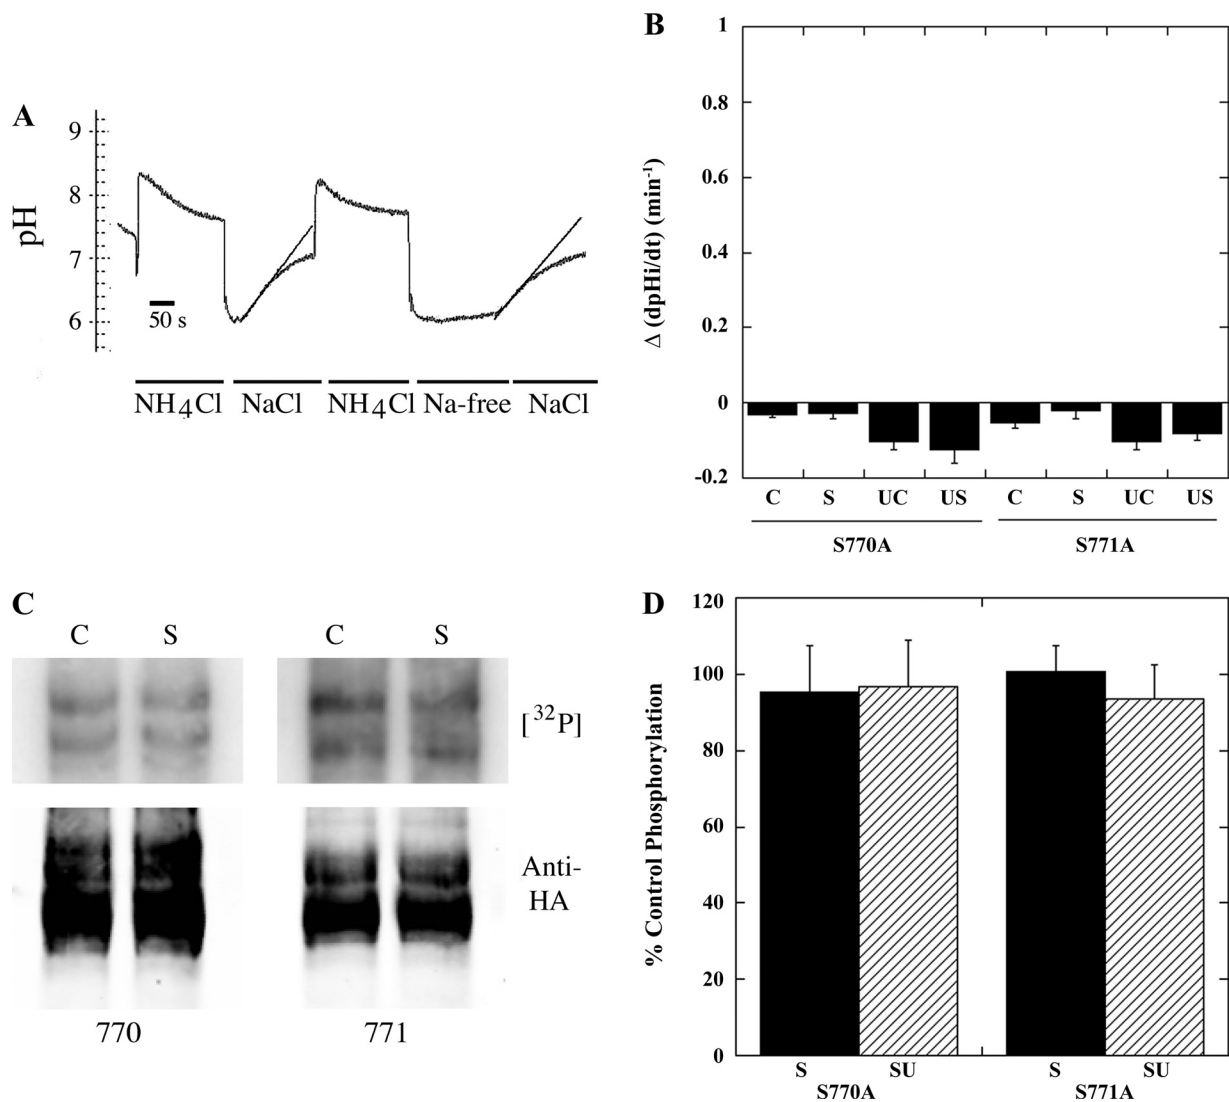 A
pH
9
8
7
6
50 s
NH4Cl NaCl NH4Cl Na-free NaCl
B
Δ (dpHi/dt) (min-1)
1
0.8
0.6
0.4
0.2
0
-0.2
C S UC US C S UC US
S770A S771A
C
C S C S
[32P]
Anti-
HA
770 771
D
% Control Phosphorylation
120
100
80
60
40
20
0
S SU S SU
S770A S771A